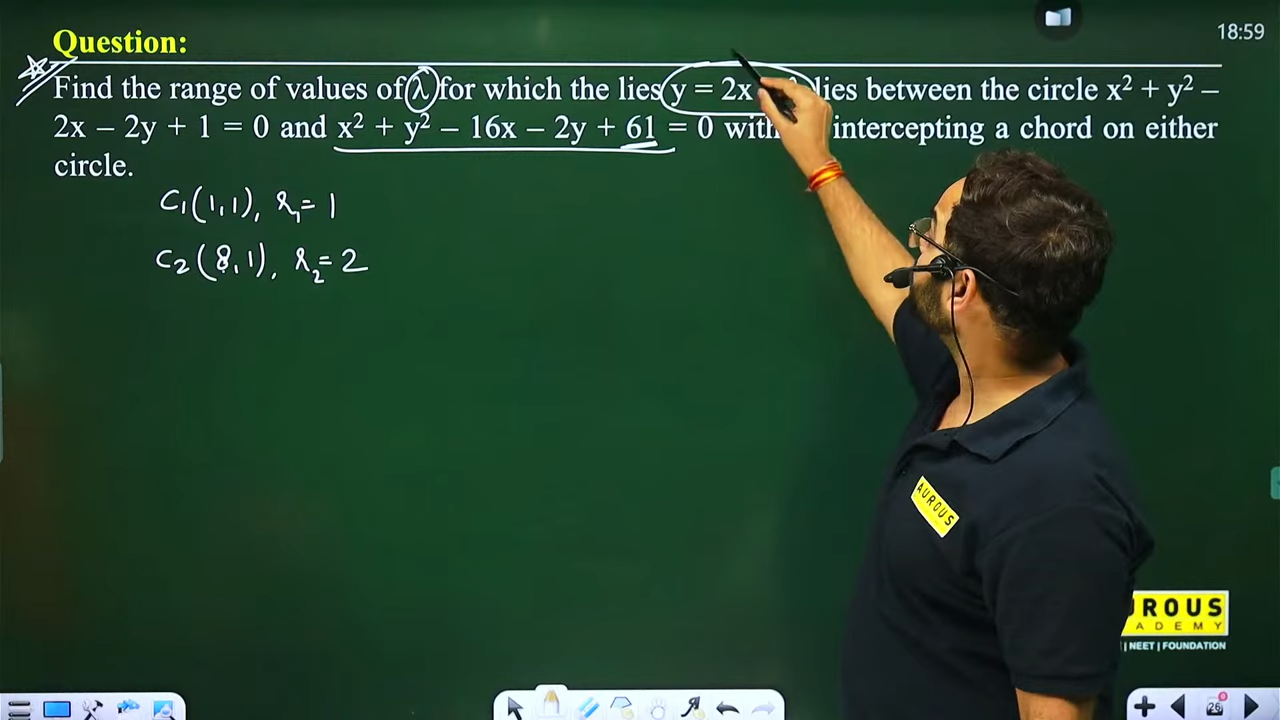 18:59
Question:
Find the range of values of λ for which the lies y = 2x lies between the circle x² + y² –
2x – 2y + 1 = 0 and x² + y² – 16x – 2y + 61 = 0 intercepting a chord on either
circle.
C₁(1,1), r₁ = 1
C₂(8,1), r₂ = 2
AUROUS
UROUS
ADEMY
| NEET | FOUNDATION
26